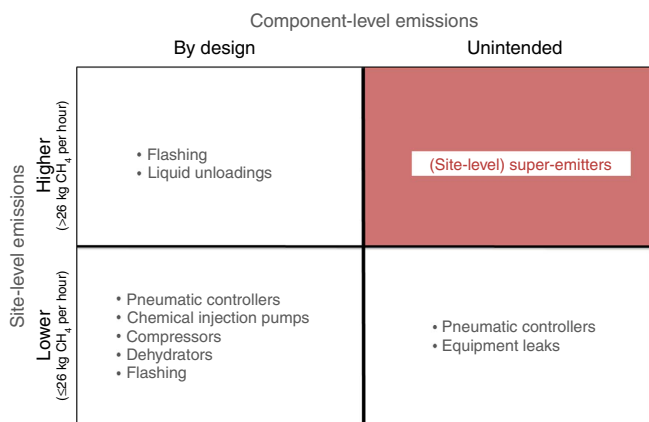 Component-level emissions
By design
Unintended
Site-level emissions
Higher
(>26 kg CH₄ per hour)
• Flashing
• Liquid unloadings
(Site-level) super-emitters
Lower
(≤26 kg CH₄ per hour)
• Pneumatic controllers
• Chemical injection pumps
• Compressors
• Dehydrators
• Flashing
• Pneumatic controllers
• Equipment leaks